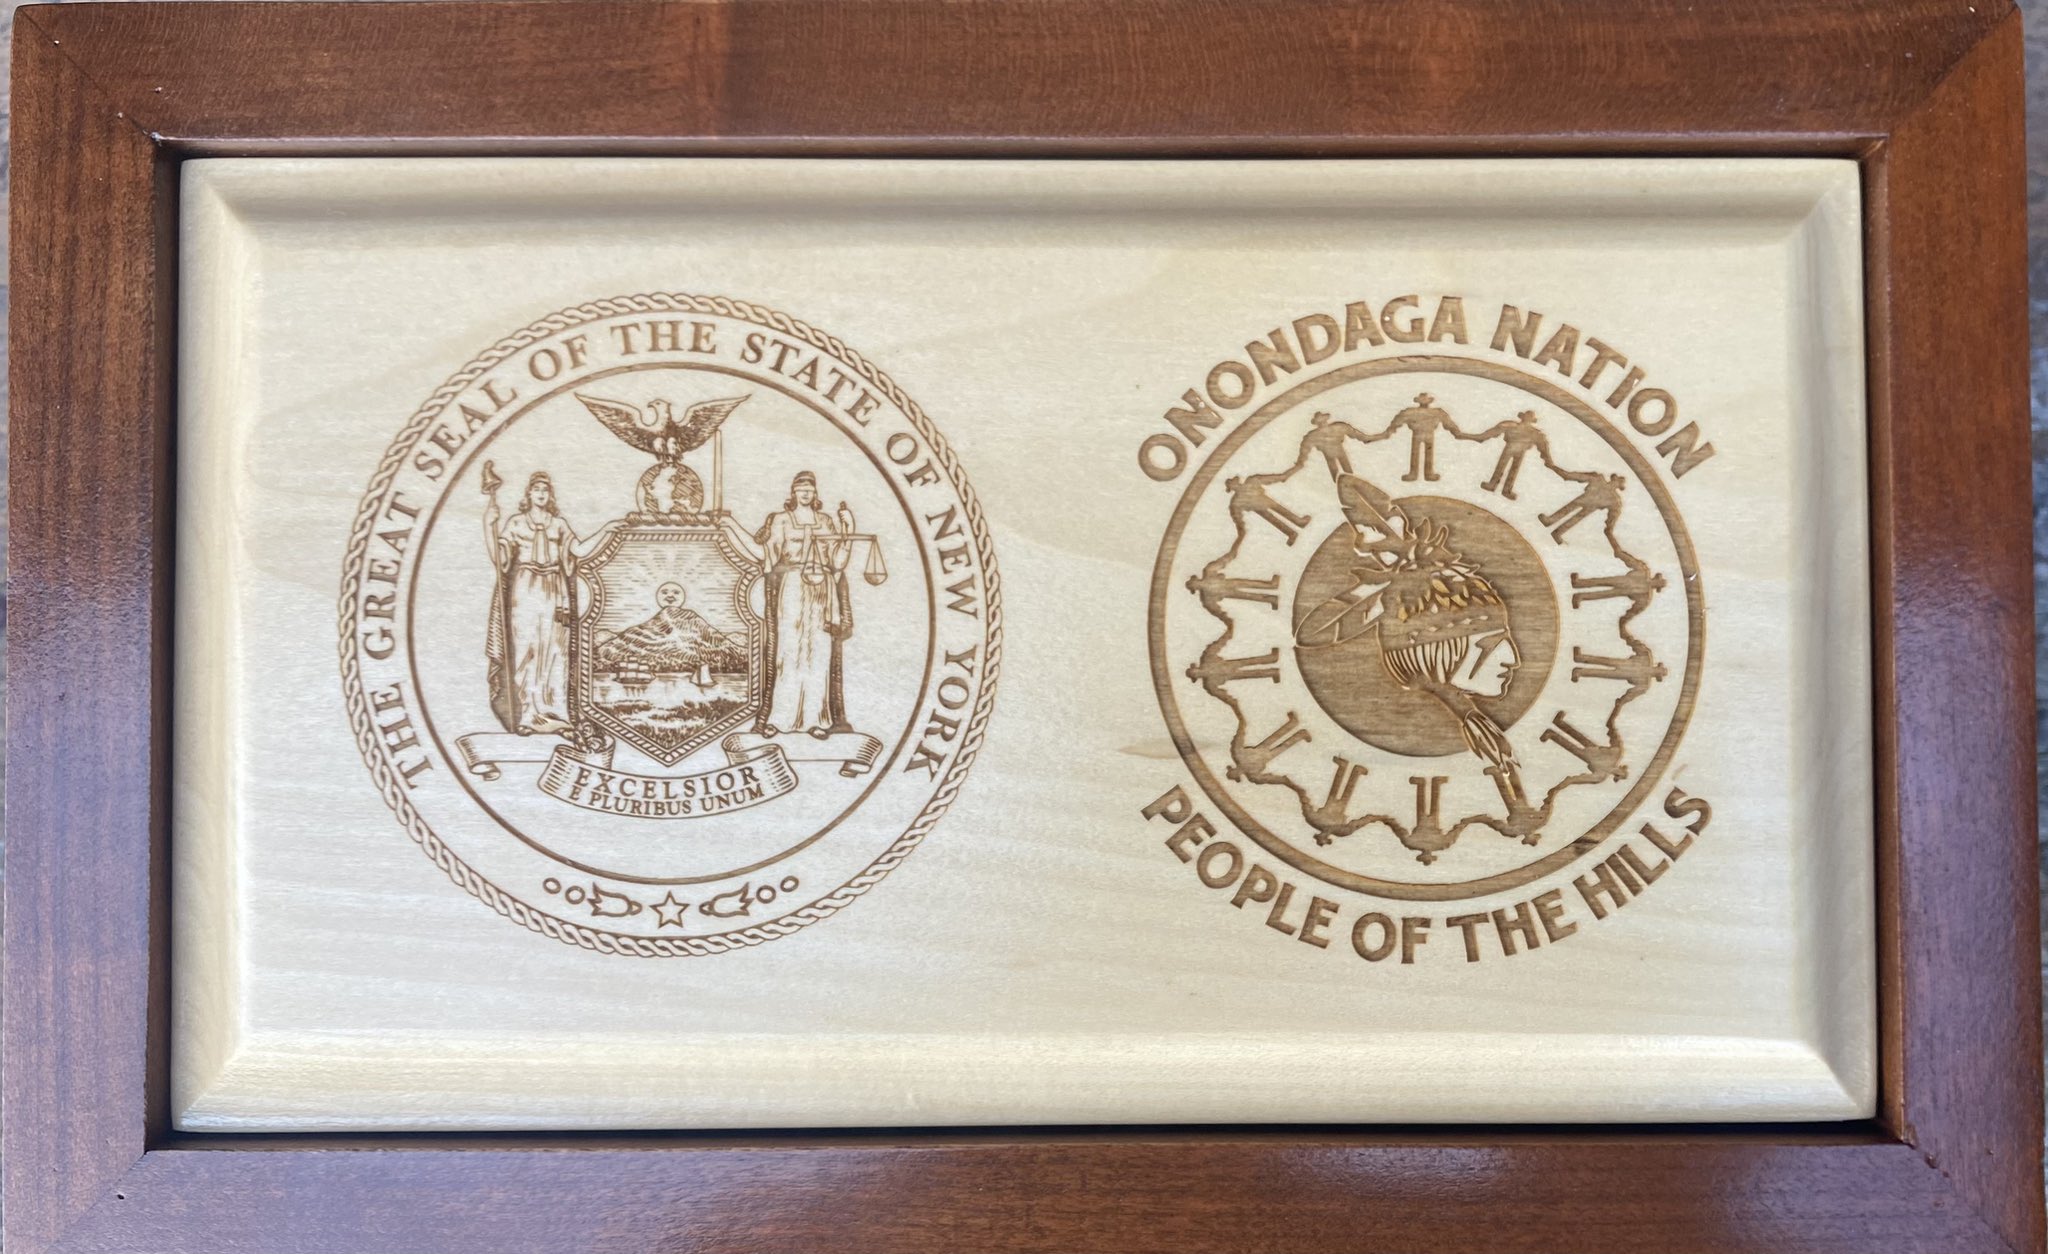 THE GREAT SEAL OF THE STATE OF NEW YORK
EXCELSIOR
E PLURIBUS UNUM
ONONDAGA NATION
PEOPLE OF THE HILLS